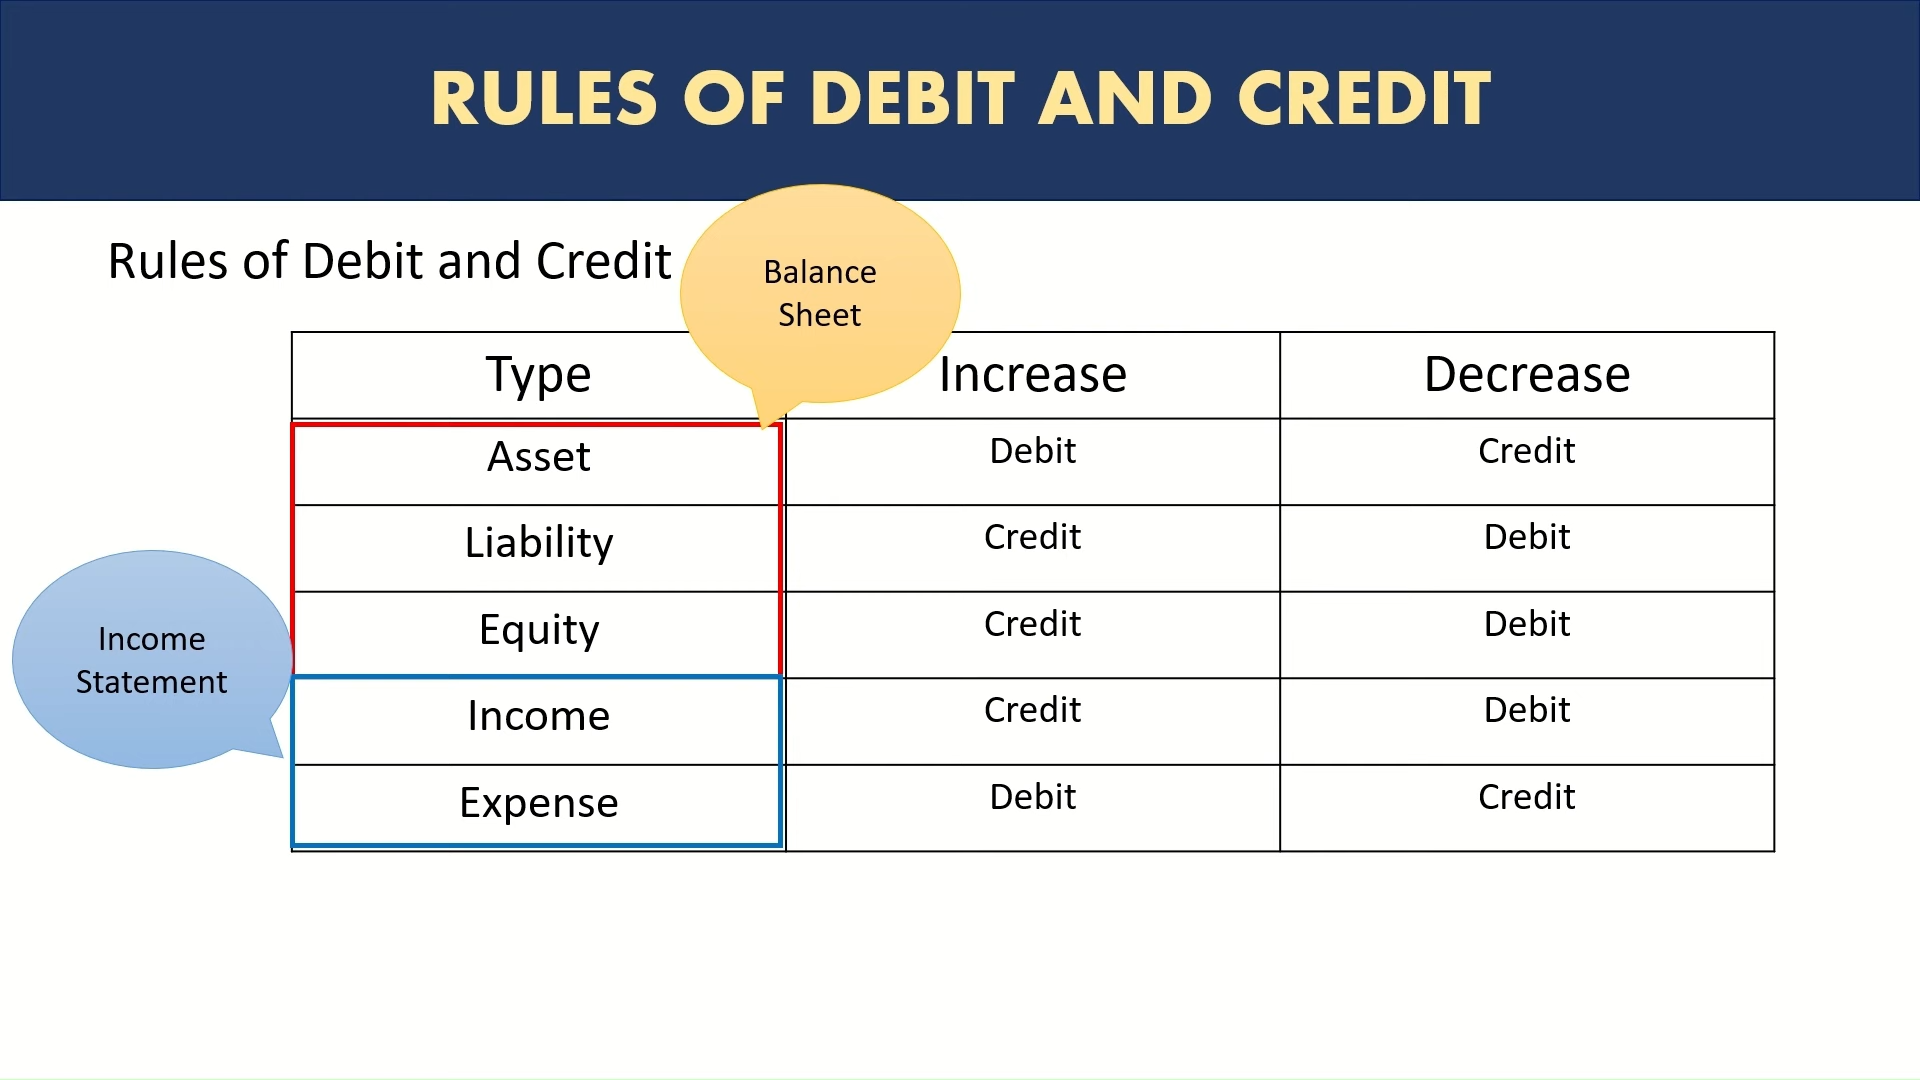 RULES OF DEBIT AND CREDIT
Rules of Debit and Credit
Balance
Sheet
Type Increase Decrease
Asset Debit Credit
Liability Credit Debit
Equity Credit Debit
Income
Statement
Income Credit Debit
Expense Debit Credit